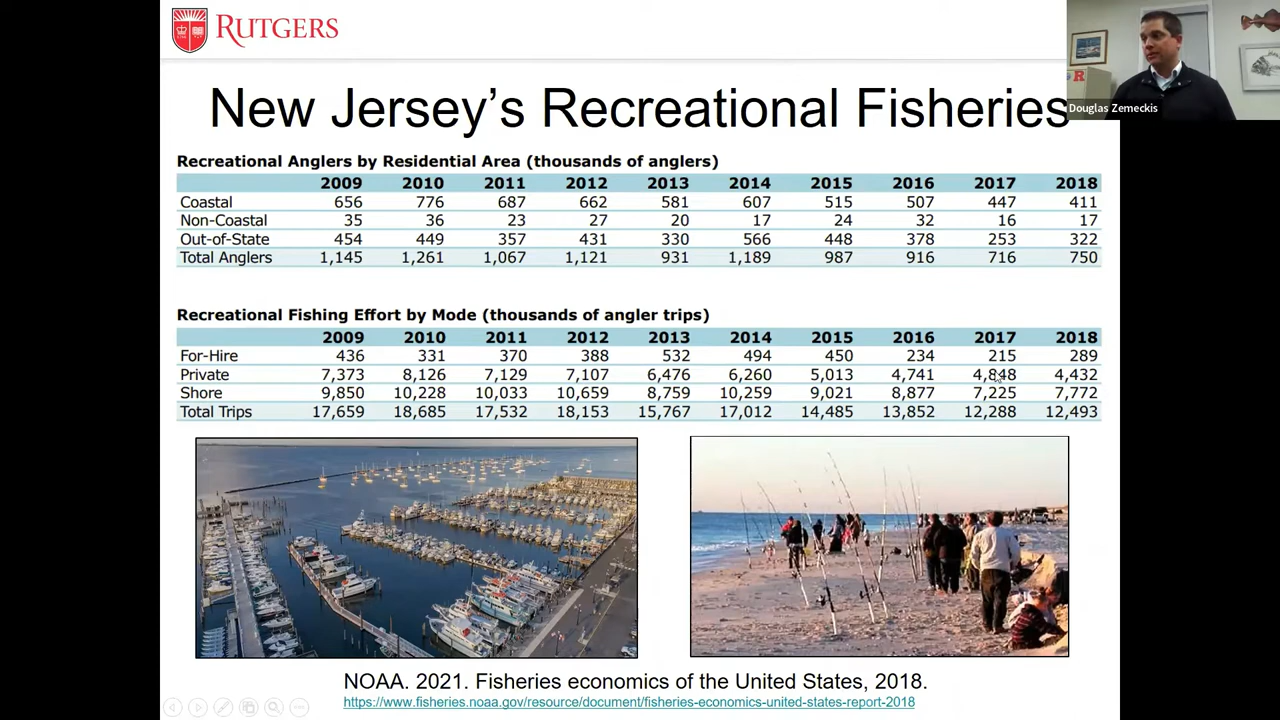 RUTGERS
R
Douglas Zemeckis
New Jersey's Recreational Fisheries
Recreational Anglers by Residential Area (thousands of anglers)
2009 2010 2011 2012 2013 2014 2015 2016 2017 2018
Coastal 656 776 687 662 581 607 515 507 447 411
Non-Coastal 35 36 23 27 20 17 24 32 16 17
Out-of-State 454 449 357 431 330 566 448 378 253 322
Total Anglers 1,145 1,261 1,067 1,121 931 1,189 987 916 716 750
Recreational Fishing Effort by Mode (thousands of angler trips)
2009 2010 2011 2012 2013 2014 2015 2016 2017 2018
For-Hire 436 331 370 388 532 494 450 234 215 289
Private 7,373 8,126 7,129 7,107 6,476 6,260 5,013 4,741 4,848 4,432
Shore 9,850 10,228 10,033 10,659 8,759 10,259 9,021 8,877 7,225 7,772
Total Trips 17,659 18,685 17,532 18,153 15,767 17,012 14,485 13,852 12,288 12,493
NOAA. 2021. Fisheries economics of the United States, 2018.
https://www.fisheries.noaa.gov/resource/document/fisheries-economics-united-states-report-2018